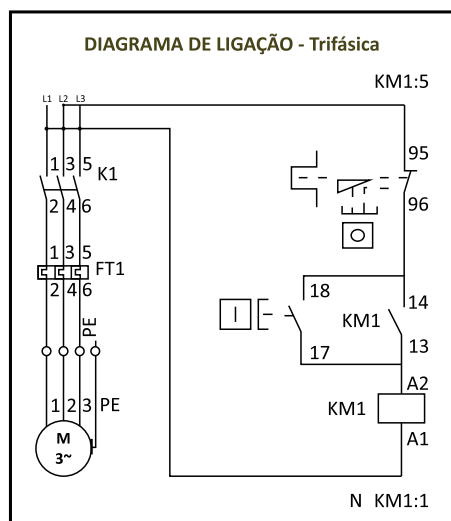 DIAGRAMA DE LIGAÇÃO - Trifásica
KM1:5
L1 L2 L3
1 3 5
K1
2 4 6
1 3 5
FT1
2 4 6
PE
1 2 3 PE
M
3~
95
96
O
18
14
I
KM1
17
13
A2
KM1
A1
N KM1:1